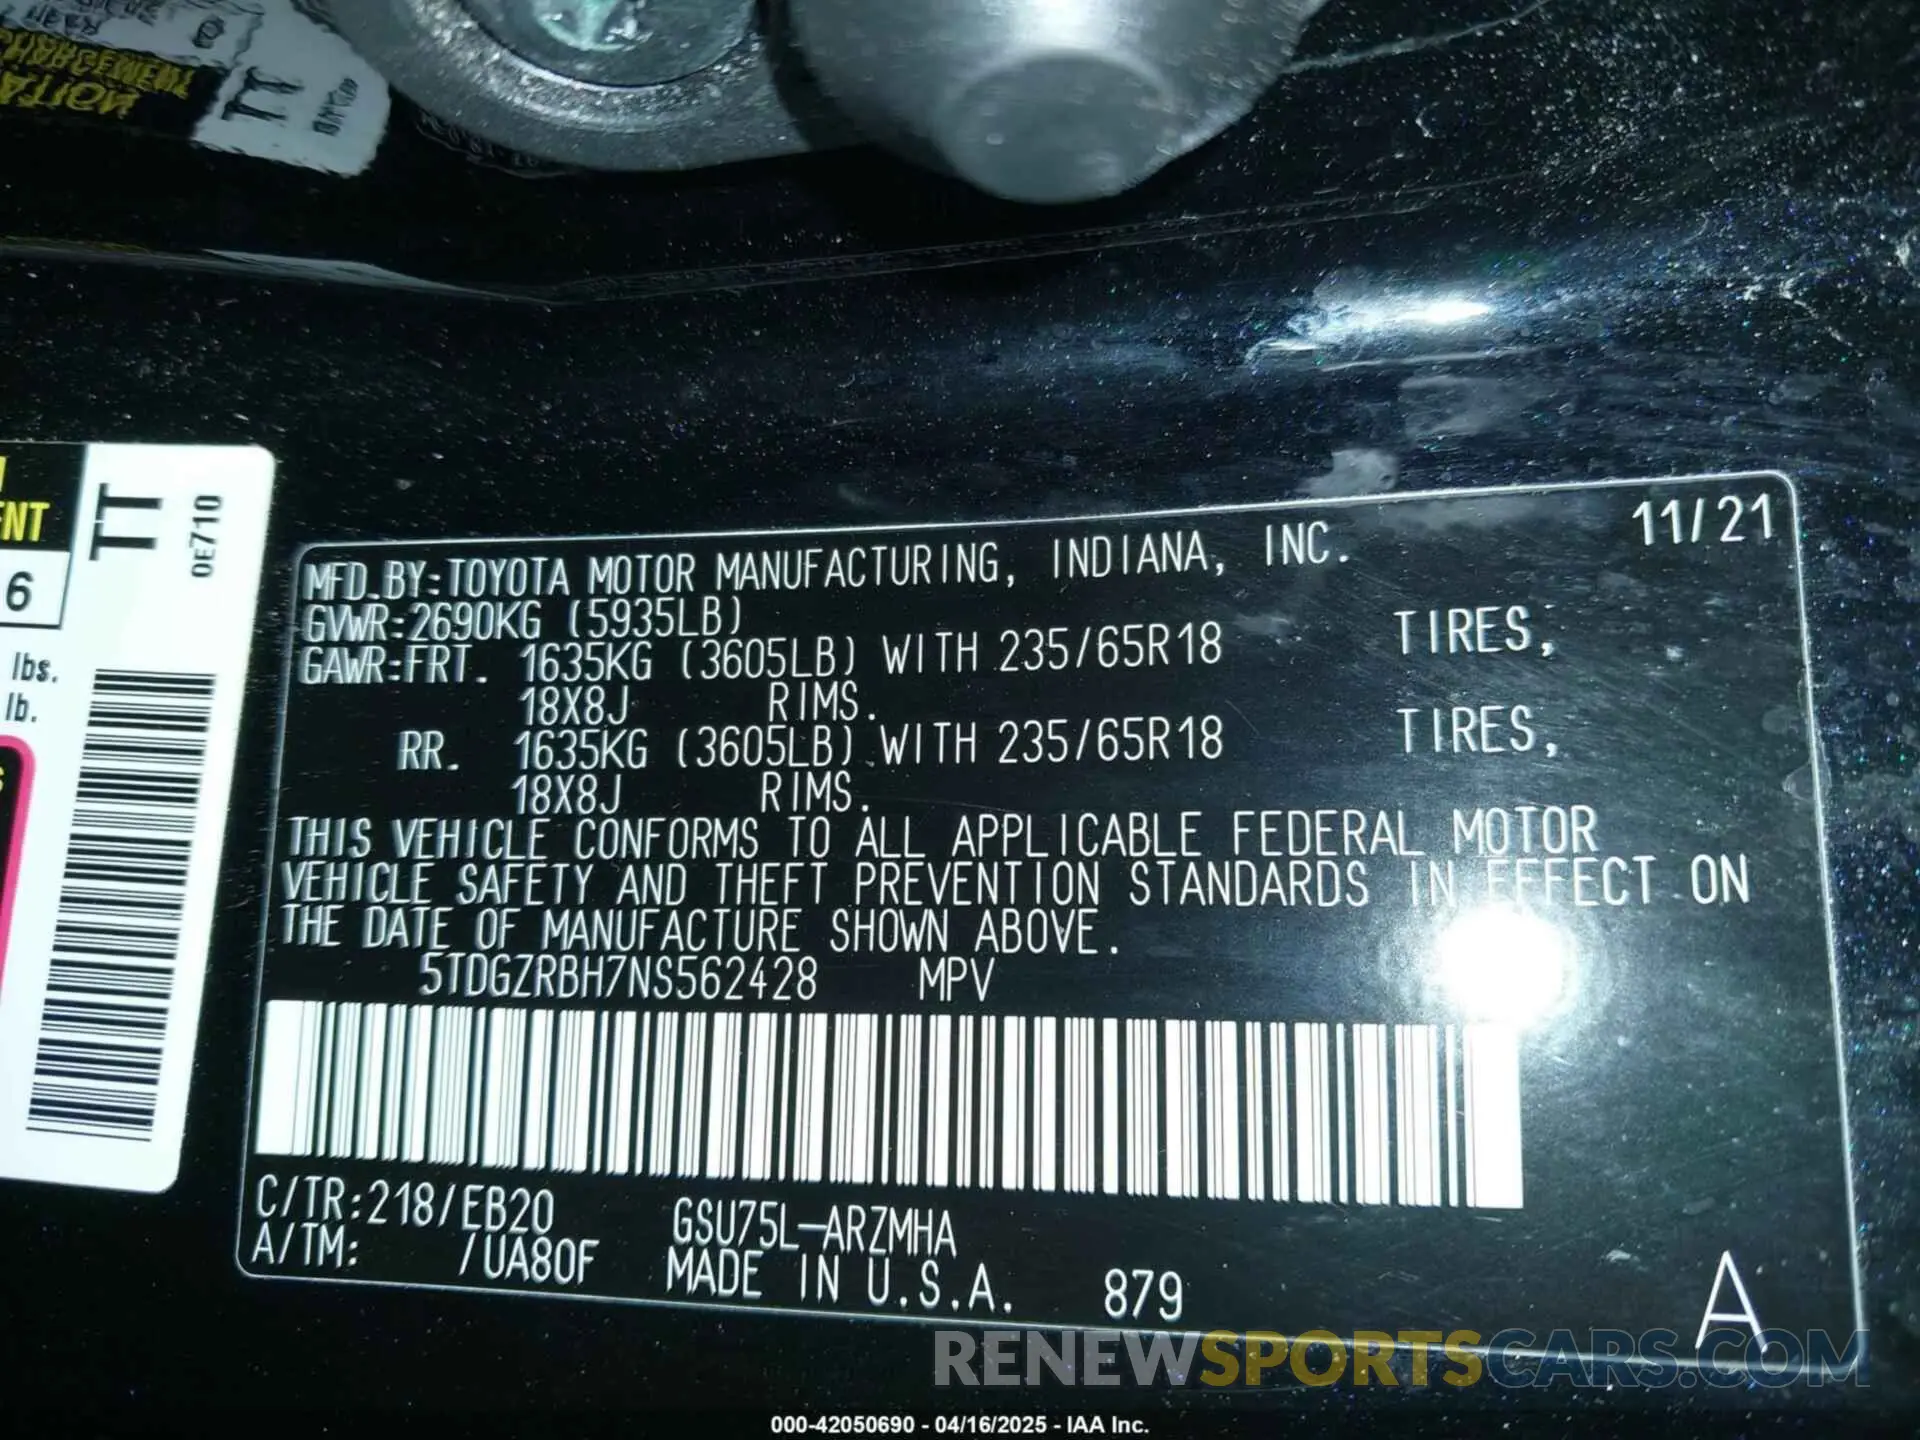 TT
0E710
ENT
6
lbs.
lb.
11/21
MFD.BY:TOYOTA MOTOR MANUFACTURING, INDIANA, INC.
GVWR:2690KG (5935LB)
GAWR:FRT. 1635KG (3605LB) WITH 235/65R18 TIRES,
18X8J RIMS.
RR. 1635KG (3605LB) WITH 235/65R18 TIRES,
18X8J RIMS.
THIS VEHICLE CONFORMS TO ALL APPLICABLE FEDERAL MOTOR
VEHICLE SAFETY AND THEFT PREVENTION STANDARDS IN EFFECT ON
THE DATE OF MANUFACTURE SHOWN ABOVE.
5TDGZRBH7NS562428 MPV
C/TR:218/EB20 GSU75L-ARZMHA
A/TM: /UA80F MADE IN U.S.A. 879
A
RENEWSPORTSCARS.COM
000-42050690 - 04/16/2025 - IAA Inc.